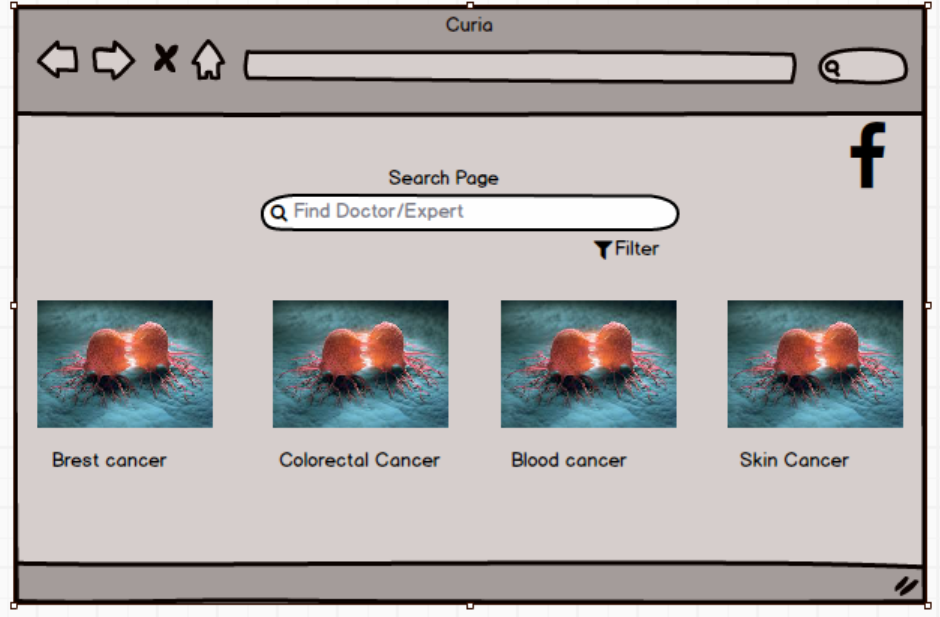 Curia
Search Page
Find Doctor/Expert
Filter
Brest cancer
Colorectal Cancer
Blood cancer
Skin Cancer